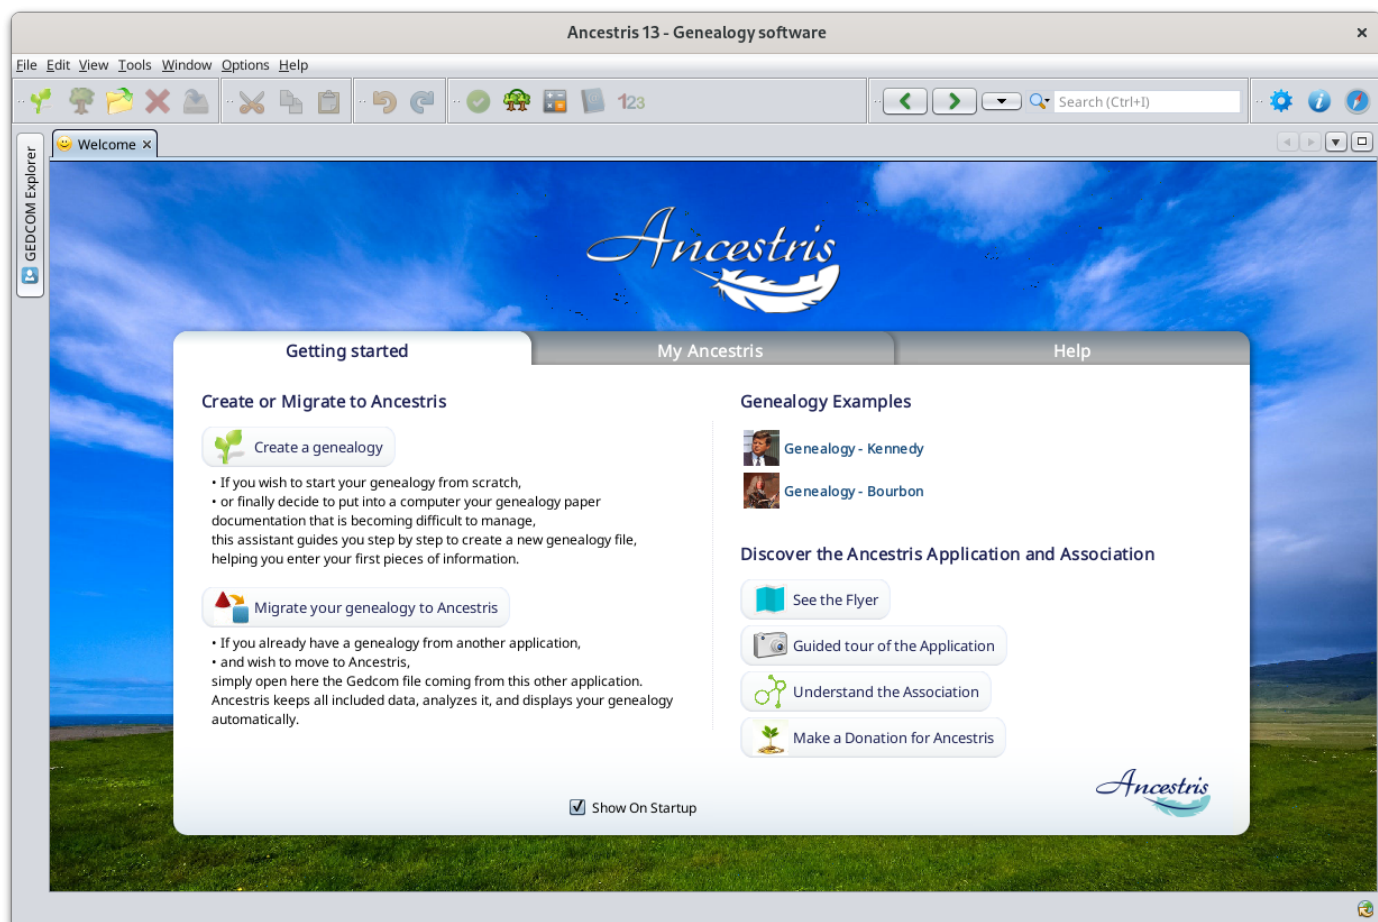 Ancestris 13 - Genealogy software
File Edit View Tools Window Options Help
123
Search (Ctrl+I)
Welcome
GEDCOM Explorer
Ancestris
Getting started
My Ancestris
Help
Create or Migrate to Ancestris
Create a genealogy
• If you wish to start your genealogy from scratch,
• or finally decide to put into a computer your genealogy paper
documentation that is becoming difficult to manage,
this assistant guides you step by step to create a new genealogy file,
helping you enter your first pieces of information.
Migrate your genealogy to Ancestris
• If you already have a genealogy from another application,
• and wish to move to Ancestris,
simply open here the Gedcom file coming from this other application.
Ancestris keeps all included data, analyzes it, and displays your genealogy
automatically.
Genealogy Examples
Genealogy - Kennedy
Genealogy - Bourbon
Discover the Ancestris Application and Association
See the Flyer
Guided tour of the Application
Understand the Association
Make a Donation for Ancestris
Ancestris
Show On Startup